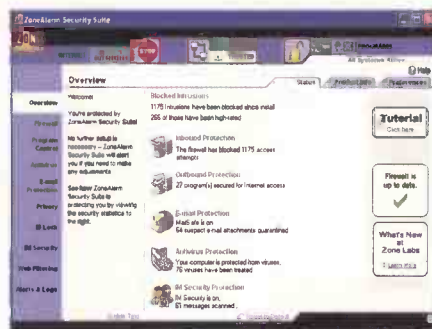 ZoneAlarm Security Suite
STOP
All Systems Active
Help
Overview
Status
Preferences
Overview
Firewall
Program
Control
Antivirus
E-mail
Protection
Privacy
ID Lock
IM Security
Web Filtering
Alerts & Logs
Welcome!
You're protected by
ZoneAlarm Security Suite!
No further setup is
necessary – ZoneAlarm
Security Suite will alert
you if you need to make
any adjustments.
See how ZoneAlarm
Security Suite is
protecting you by viewing
the security statistics to
the right.
Blocked Intrusions
1175 Intrusions have been blocked since install
265 of those have been high-rated
Inbound Protection
The firewall has blocked 1175 access
attempts
Outbound Protection
27 program(s) secured for Internet access
E-mail Protection
MailSafe is on.
64 suspect e-mail attachments quarantined
Antivirus Protection
Your computer is protected from viruses.
76 viruses have been treated
IM Security Protection
IM Security is on.
61 messages scanned.
Tutorial
Click here
Firewall is
up to date.
What's New
at
Zone Labs